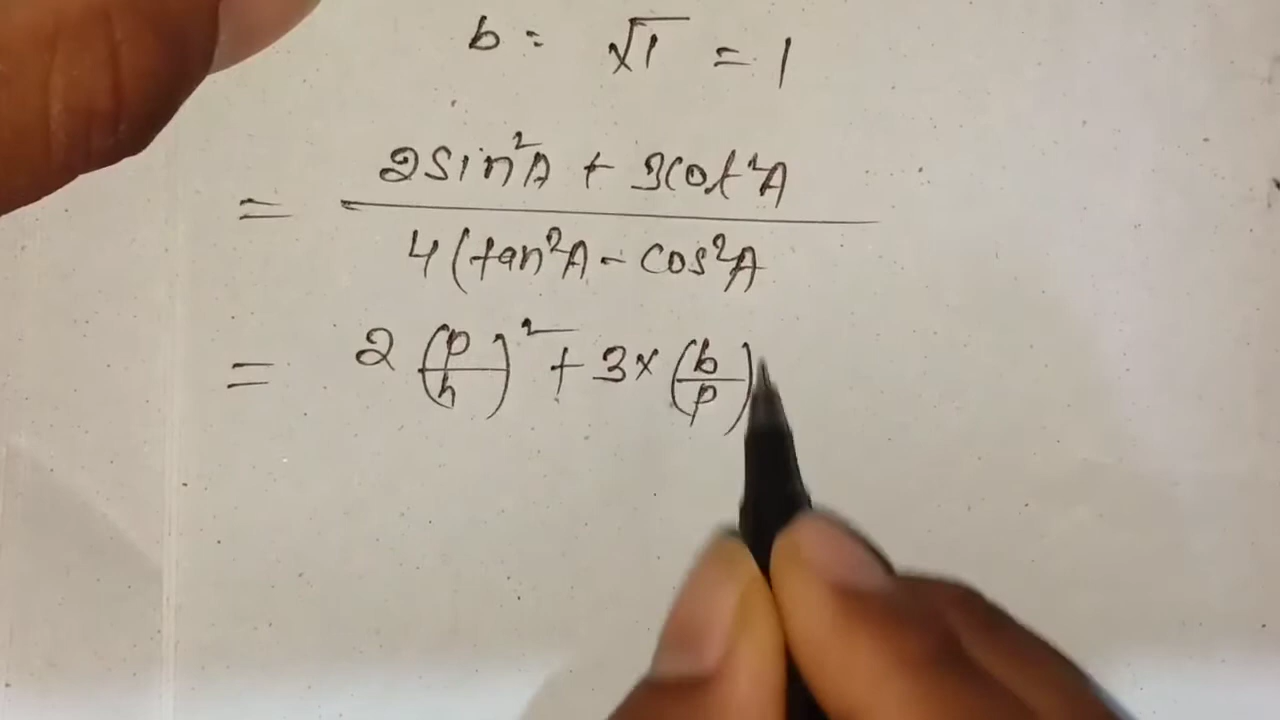 b = √1 = 1
= 2sin²A + 3cot²A
4(tan²A - cos²A
= 2 (p/h)² + 3 × (b/p)